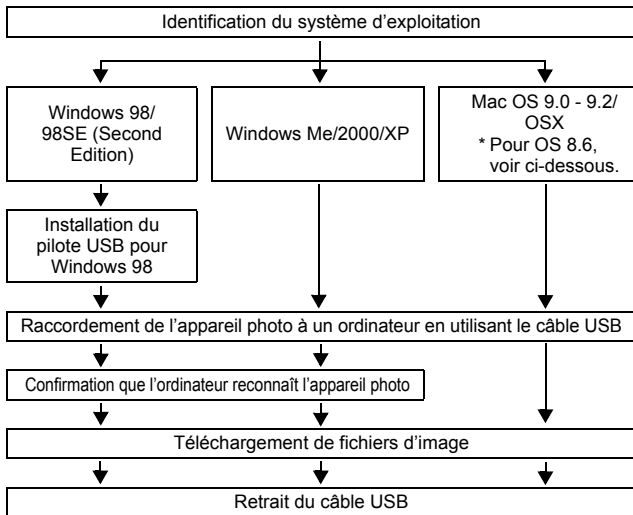 Identification du système d'exploitation
Windows 98/
98SE (Second
Edition)
Windows Me/2000/XP
Mac OS 9.0 - 9.2/
OSX
* Pour OS 8.6,
voir ci-dessous.
Installation du
pilote USB pour
Windows 98
Raccordement de l'appareil photo à un ordinateur en utilisant le câble USB
Confirmation que l'ordinateur reconnaît l'appareil photo
Téléchargement de fichiers d'image
Retrait du câble USB